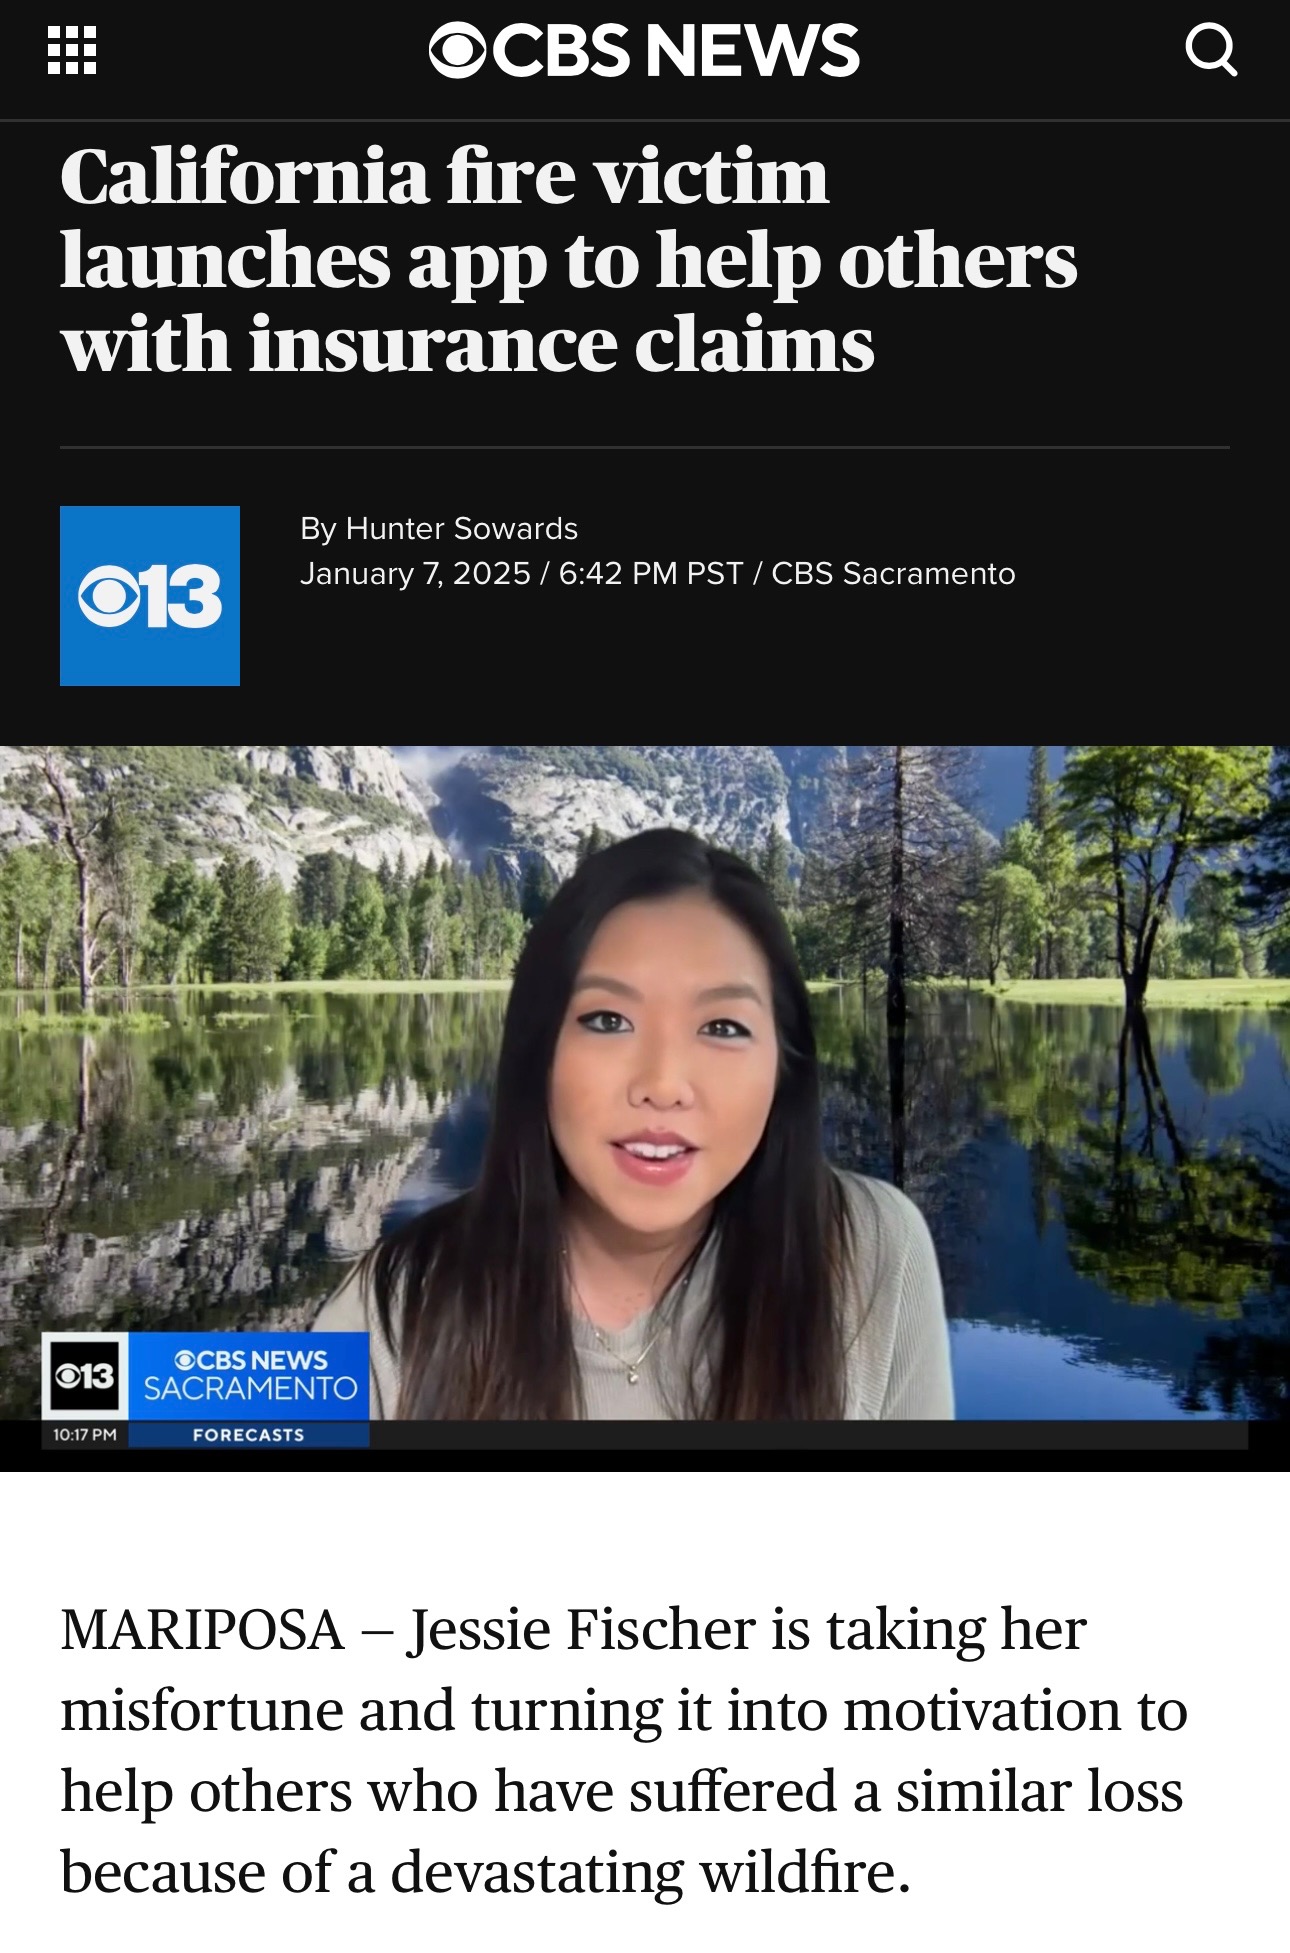 CBS NEWS
California fire victim
launches app to help others
with insurance claims
13
By Hunter Sowards
January 7, 2025 / 6:42 PM PST / CBS Sacramento
13
CBS NEWS
SACRAMENTO
10:17 PM
FORECASTS
MARIPOSA – Jessie Fischer is taking her
misfortune and turning it into motivation to
help others who have suffered a similar loss
because of a devastating wildfire.